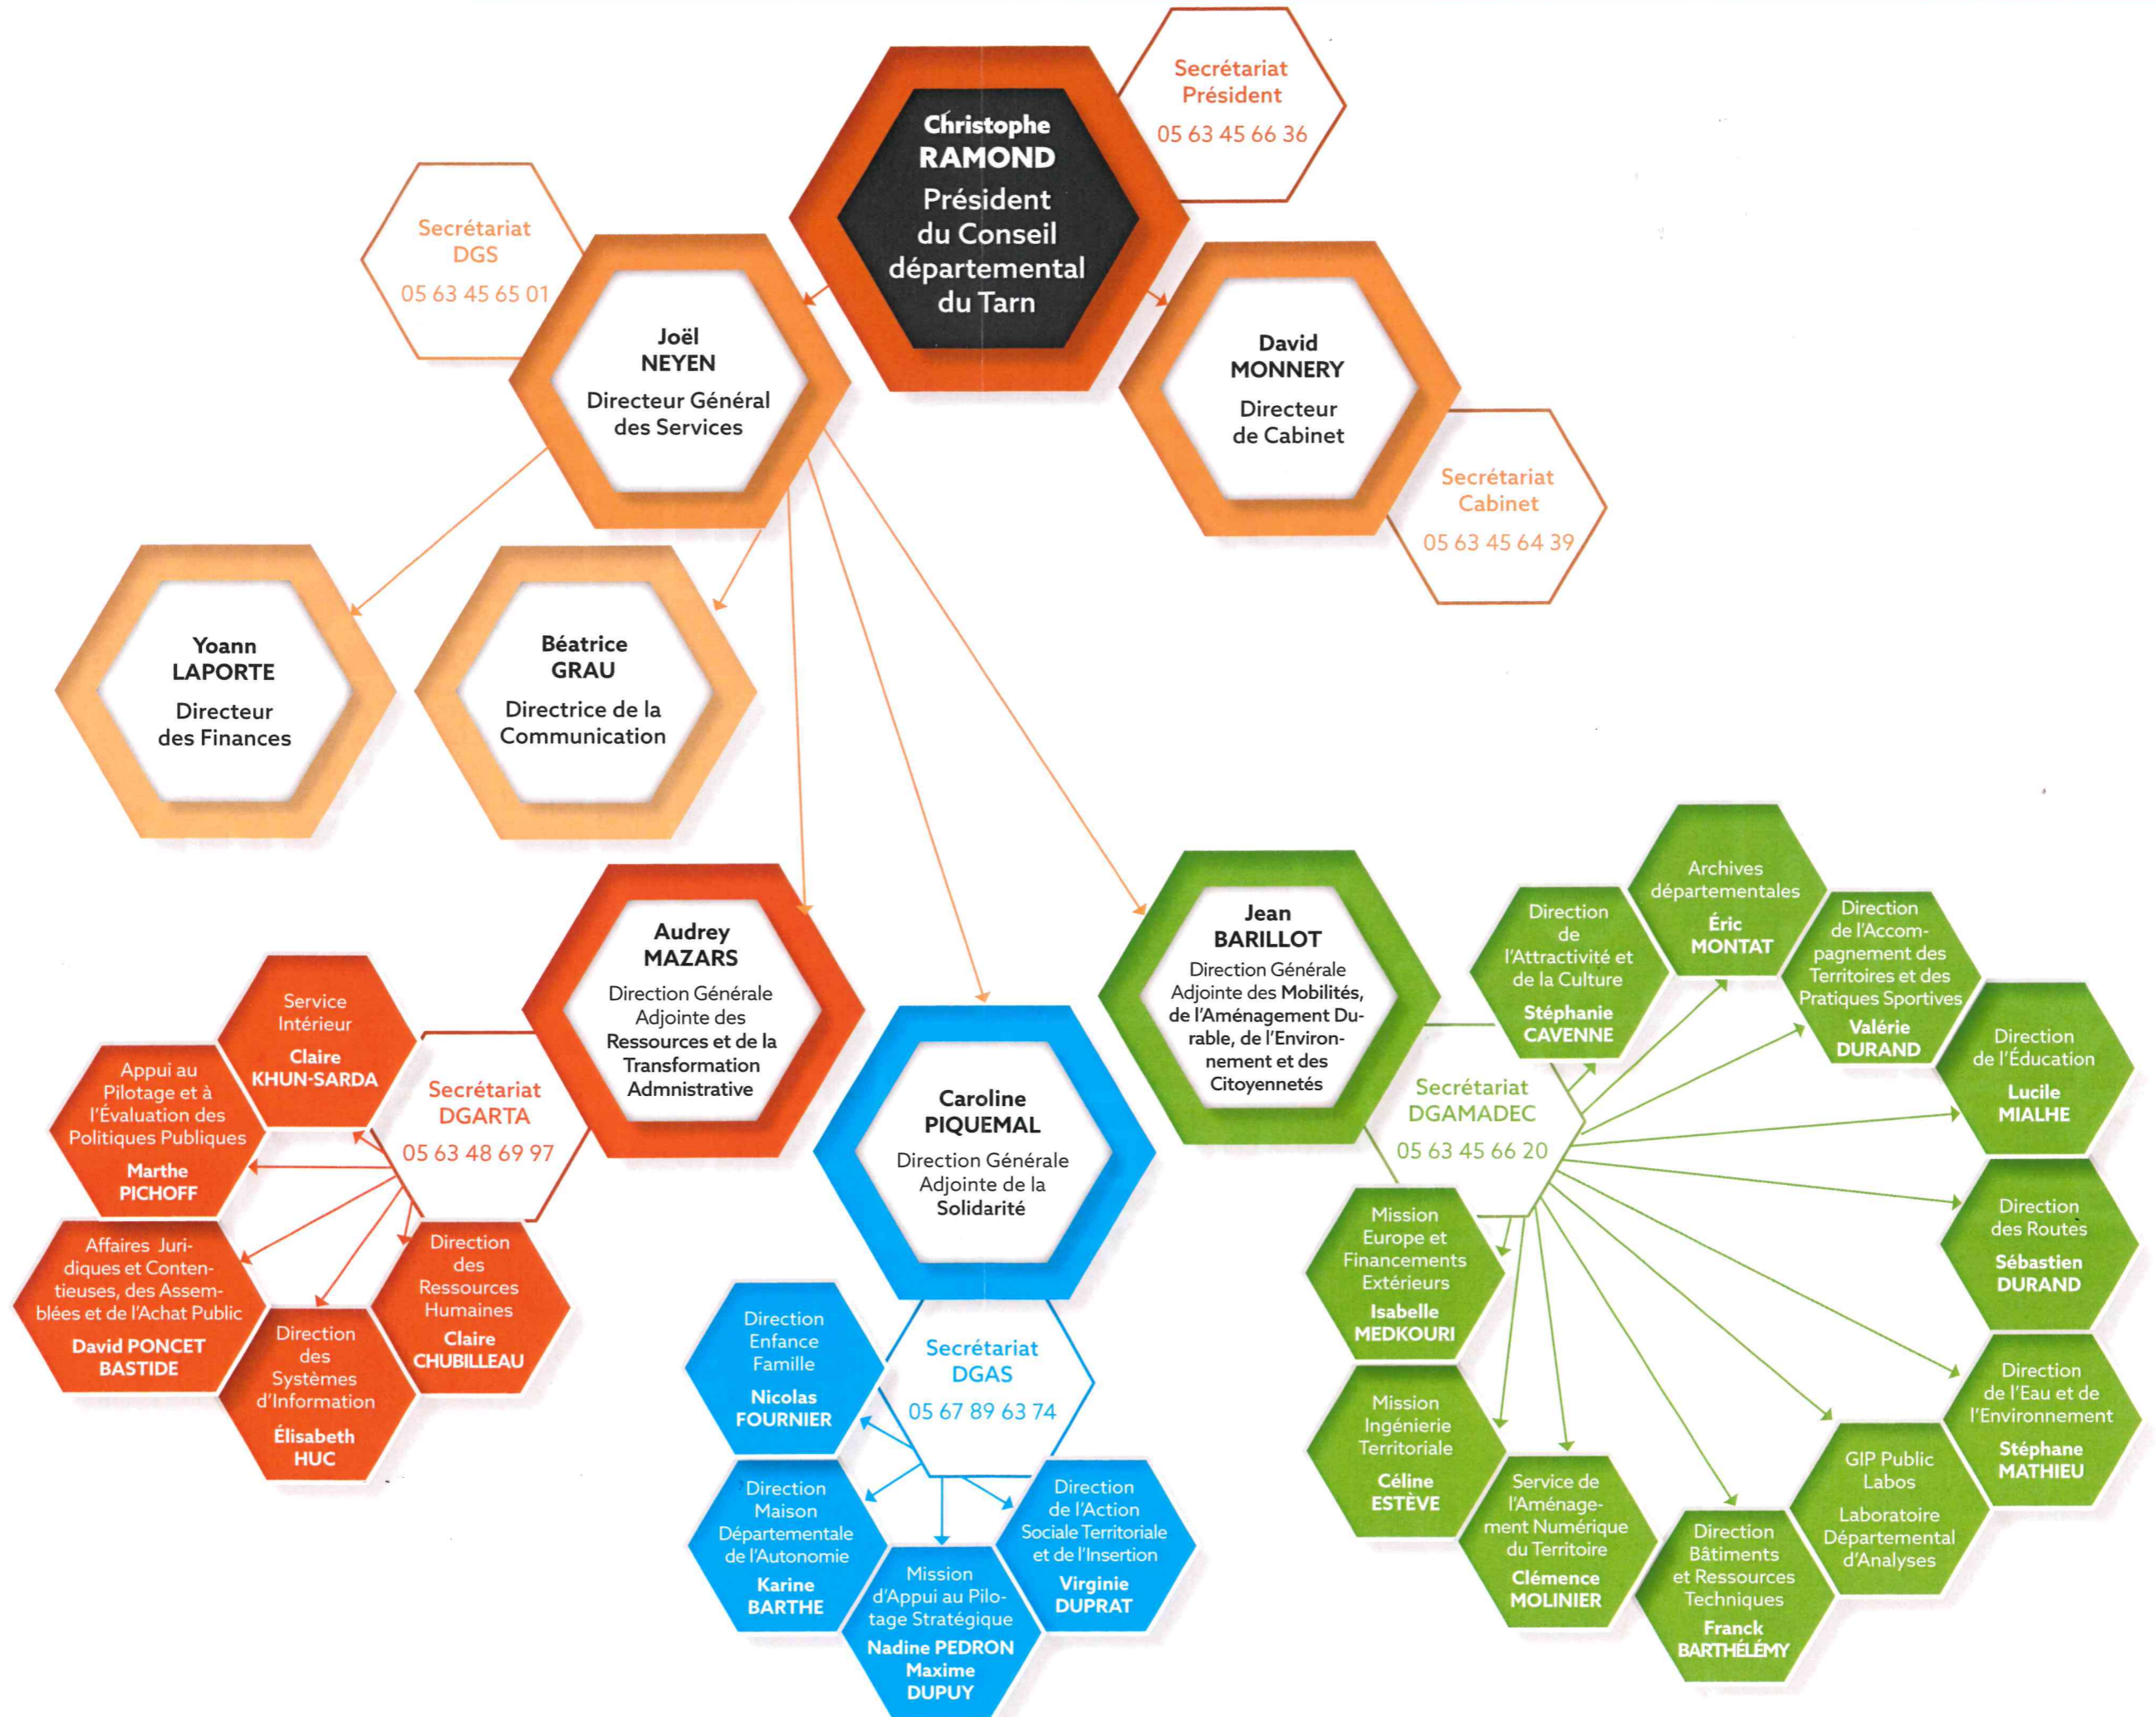 Secrétariat
Président
05 63 45 66 36
Christophe
RAMOND
Président
du Conseil
départemental
du Tarn
Secrétariat
DGS
05 63 45 65 01
Joël
NEYEN
Directeur Général
des Services
David
MONNERY
Directeur
de Cabinet
Secrétariat
Cabinet
05 63 45 64 39
Yoann
LAPORTE
Directeur
des Finances
Béatrice
GRAU
Directrice de la
Communication
Audrey
MAZARS
Direction Générale
Adjointe des
Ressources et de la
Transformation
Admnistrative
Secrétariat
DGARTA
05 63 48 69 97
Service
Intérieur
Claire
KHUN-SARDA
Appui au
Pilotage et à
l'Évaluation des
Politiques Publiques
Marthe
PICHOFF
Affaires Juri-
diques et Conten-
tieuses, des Assem-
blées et de l'Achat Public
David PONCET
BASTIDE
Direction
des
Systèmes
d'Information
Élisabeth
HUC
Direction
des
Ressources
Humaines
Claire
CHUBILLEAU
Caroline
PIQUEMAL
Direction Générale
Adjointe de la
Solidarité
Secrétariat
DGAS
05 67 89 63 74
Direction
Enfance
Famille
Nicolas
FOURNIER
Direction
Maison
Départementale
de l'Autonomie
Karine
BARTHE
Mission
d'Appui au Pilo-
tage Stratégique
Nadine PEDRON
Maxime
DUPUY
Direction
de l'Action
Sociale Territoriale
et de l'Insertion
Virginie
DUPRAT
Jean
BARILLOT
Direction Générale
Adjointe des Mobilités,
de l'Aménagement Du-
rable, de l'Environ-
nement et des
Citoyennetés
Secrétariat
DGAMADEC
05 63 45 66 20
Direction
de
l'Attractivité et
de la Culture
Stéphanie
CAVENNE
Archives
départementales
Éric
MONTAT
Direction
de l'Accom-
pagnement des
Territoires et des
Pratiques Sportives
Valérie
DURAND
Direction
de l'Éducation
Lucile
MIALHE
Direction
des Routes
Sébastien
DURAND
Direction
de l'Eau et de
l'Environnement
Stéphane
MATHIEU
GIP Public
Labos
Laboratoire
Départemental
d'Analyses
Direction
Bâtiments
et Ressources
Techniques
Franck
BARTHÉLÉMY
Service de
l'Aménage-
ment Numérique
du Territoire
Clémence
MOLINIER
Mission
Ingénierie
Territoriale
Céline
ESTÈVE
Mission
Europe et
Financements
Extérieurs
Isabelle
MEDKOURI